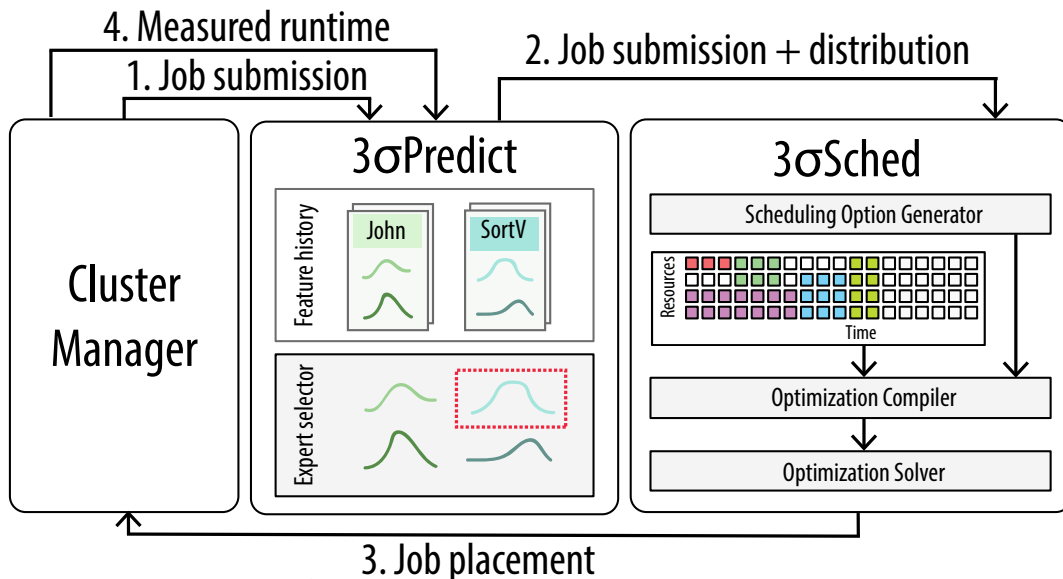 4. Measured runtime
1. Job submission
2. Job submission + distribution
Cluster
Manager
3σPredict
Feature history
John
SortV
Expert selector
3σSched
Scheduling Option Generator
Resources
Time
Optimization Compiler
Optimization Solver
3. Job placement